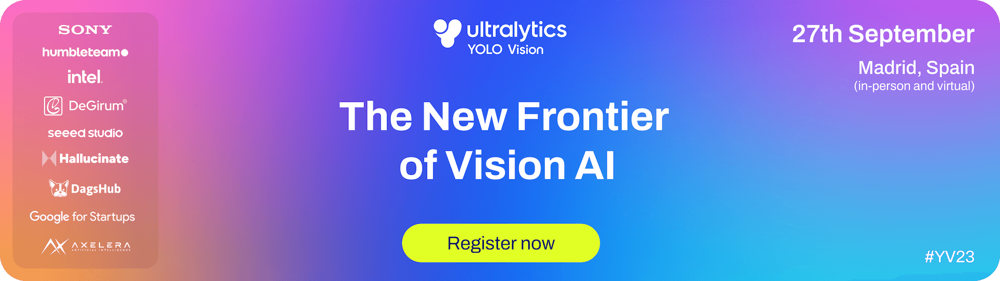 SONY
humbleteam
intel.
DeGirum®
seeed studio
Hallucinate
DagsHub
Google for Startups
AXELERA
ARTIFICIAL INTELLIGENCE
ultralytics
YOLO Vision
The New Frontier
of Vision AI
Register now
27th September
Madrid, Spain
(in-person and virtual)
#YV23